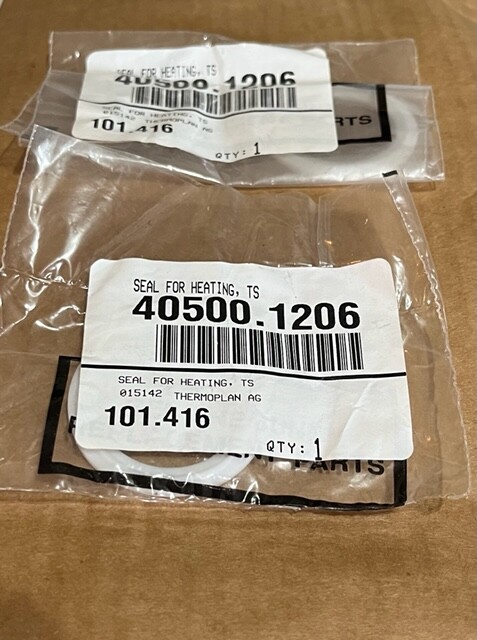 SEAL FOR HEATING, TS
40500.1206
SEAL FOR HEATING, TS
015142 THERMOPLAN AG
101.416
QTY: 1
RTS
SEAL FOR HEATING, TS
40500.1206
SEAL FOR HEATING, TS
015142 THERMOPLAN AG
101.416
QTY: 1
PARTS